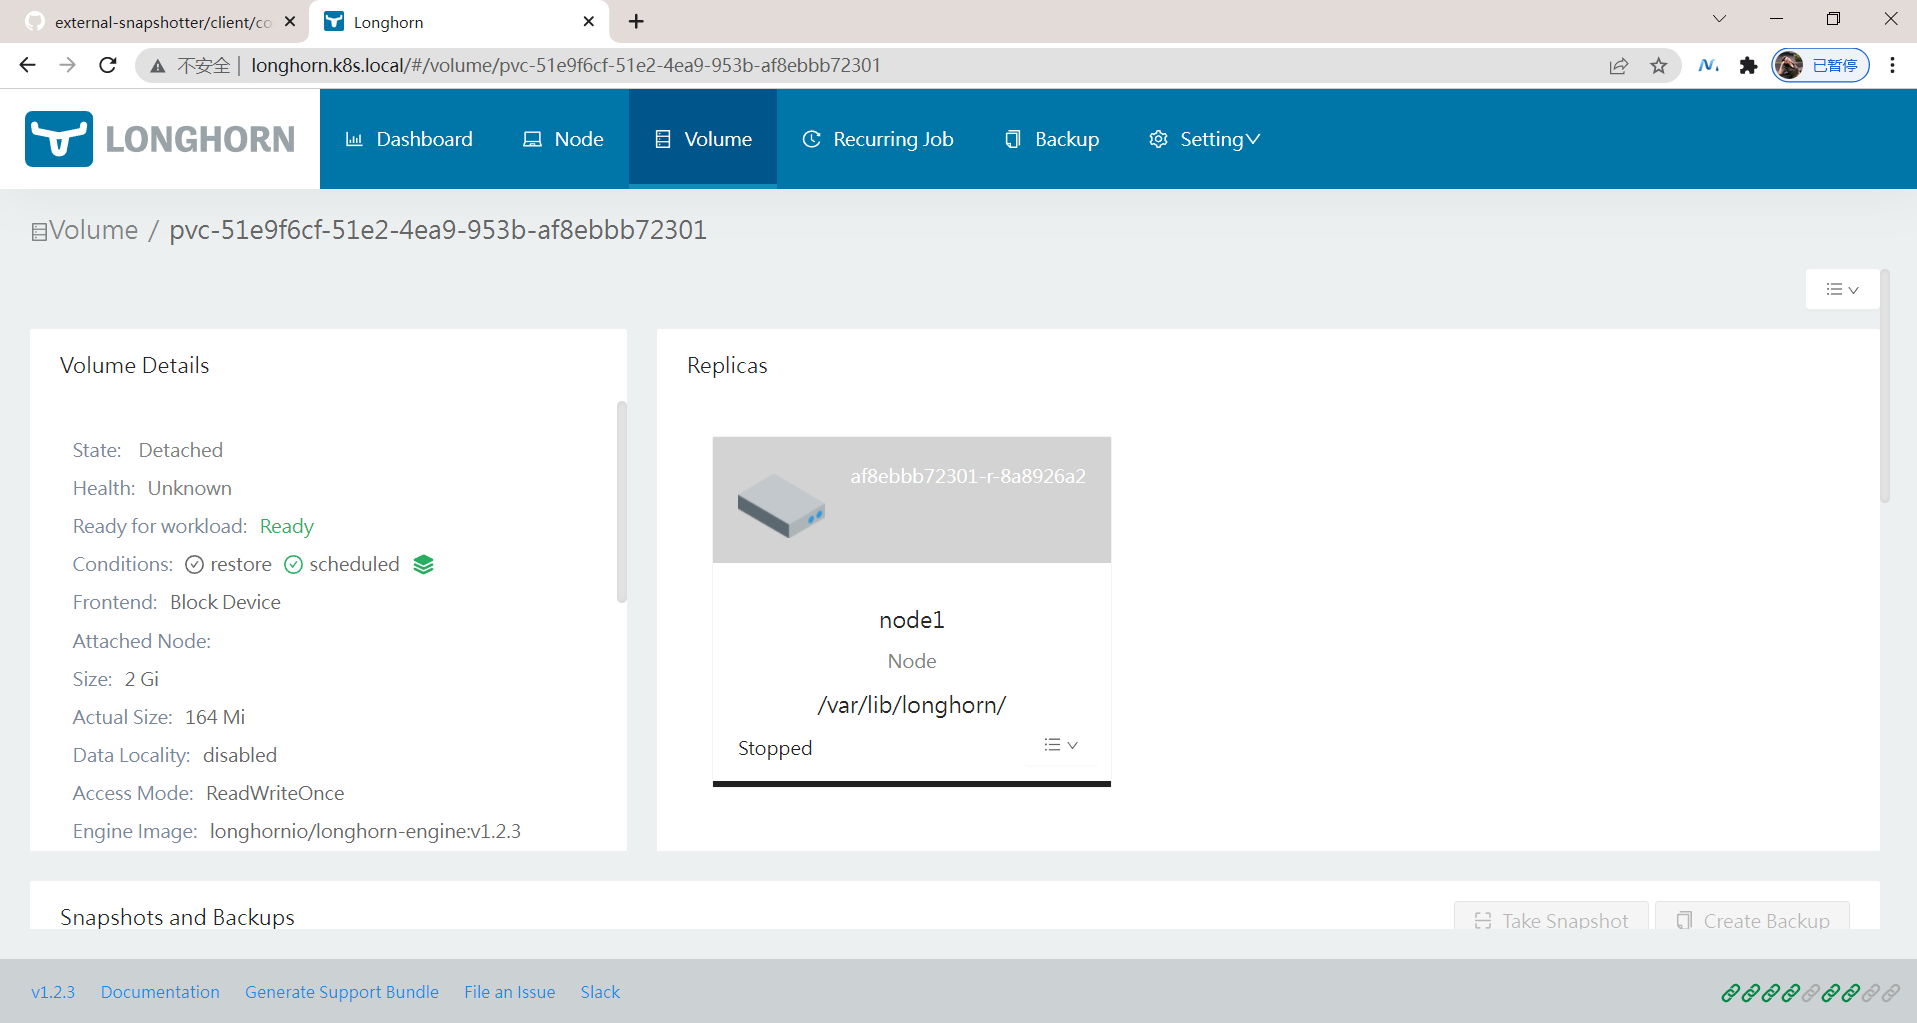 external-snapshotter/client/co
Longhorn
不安全 | longhorn.k8s.local/#/volume/pvc-51e9f6cf-51e2-4ea9-953b-af8ebbb72301
已暂停
LONGHORN
Dashboard
Node
Volume
Recurring Job
Backup
Setting
Volume / pvc-51e9f6cf-51e2-4ea9-953b-af8ebbb72301
Volume Details
State: Detached
Health: Unknown
Ready for workload: Ready
Conditions: restore scheduled
Frontend: Block Device
Attached Node:
Size: 2 Gi
Actual Size: 164 Mi
Data Locality: disabled
Access Mode: ReadWriteOnce
Engine Image: longhornio/longhorn-engine:v1.2.3
Replicas
af8ebbb72301-r-8a8926a2
node1
Node
/var/lib/longhorn/
Stopped
Snapshots and Backups
Take Snapshot
Create Backup
v1.2.3
Documentation
Generate Support Bundle
File an Issue
Slack